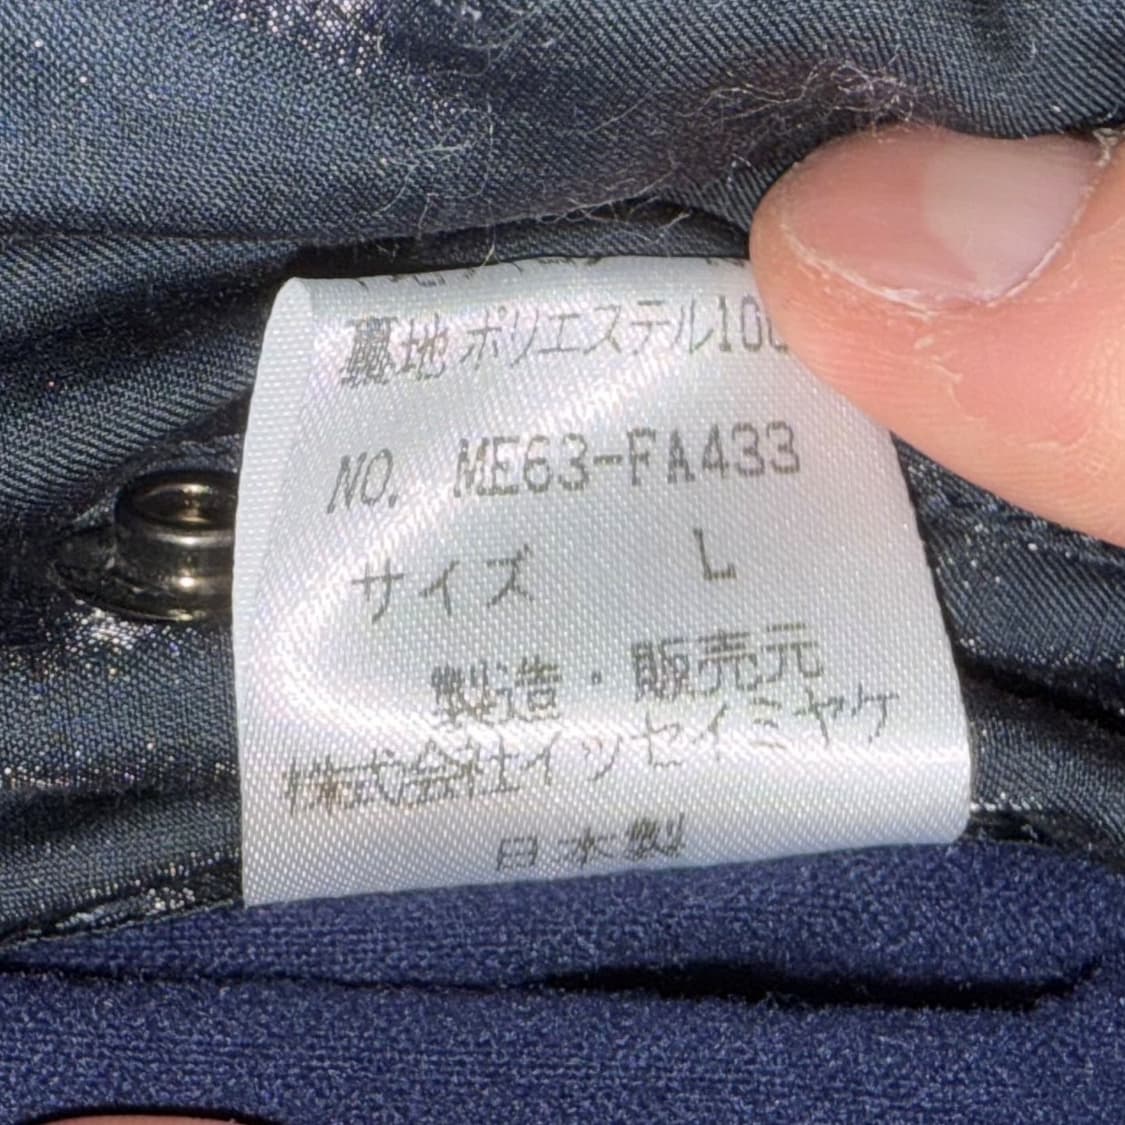 裏地 ポリエステル100
NO. ME63-FA433
サイズ L
製造・販売元
株式会社イッセイミヤケ
日本製